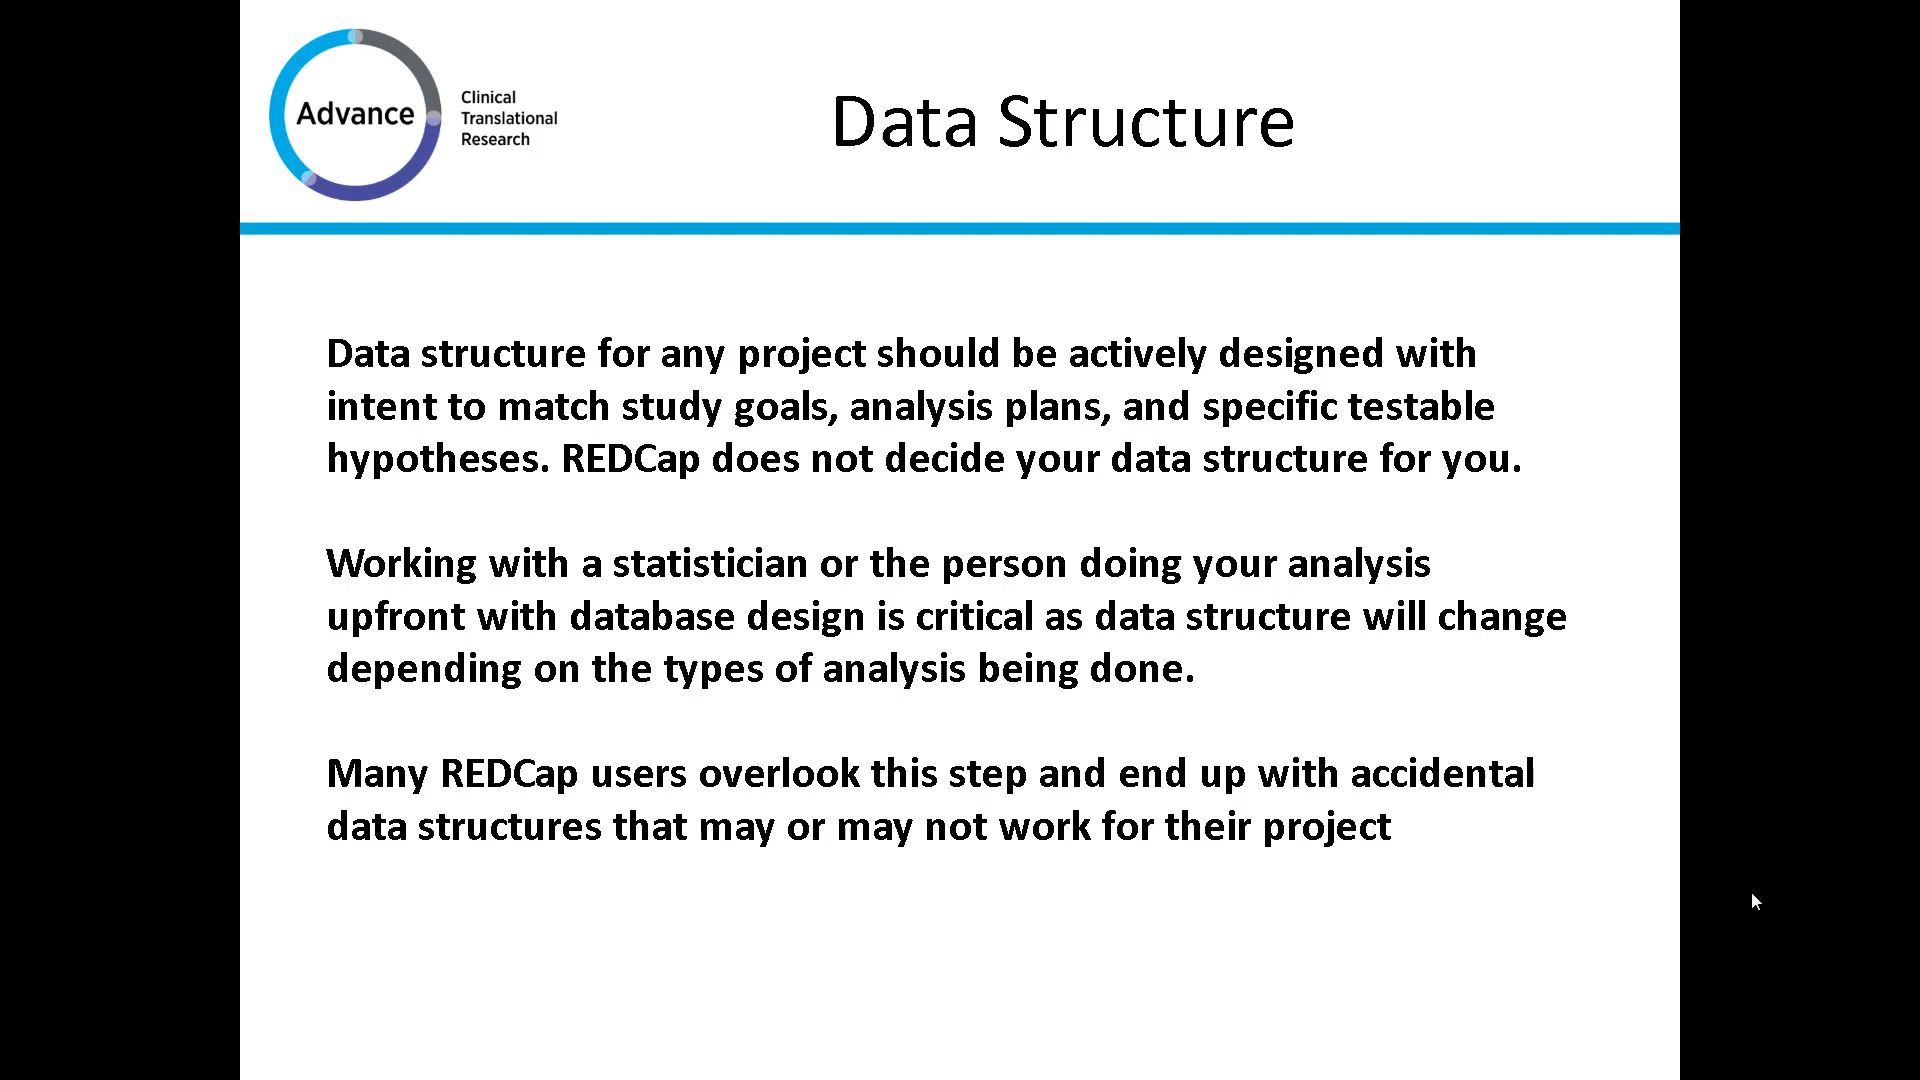 Advance
Clinical
Translational
Research
Data Structure
Data structure for any project should be actively designed with
intent to match study goals, analysis plans, and specific testable
hypotheses. REDCap does not decide your data structure for you.
Working with a statistician or the person doing your analysis
upfront with database design is critical as data structure will change
depending on the types of analysis being done.
Many REDCap users overlook this step and end up with accidental
data structures that may or may not work for their project